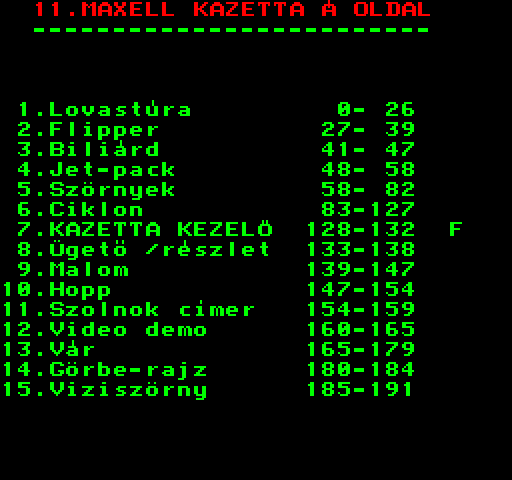 11.MAXELL KAZETTA Á OLDAL
-------------------------
1.Lovastúra 0- 26
2.Flipper 27- 39
3.Biliárd 41- 47
4.Jet-pack 48- 58
5.Szörnyek 58- 82
6.Ciklon 83-127
7.KAZETTA KEZELÖ 128-132 F
8.Ügetö /részlet 133-138
9.Malom 139-147
10.Hopp 147-154
11.Szolnok címer 154-159
12.Video demo 160-165
13.Vár 165-179
14.Görbe-rajz 180-184
15.Viziszörny 185-191